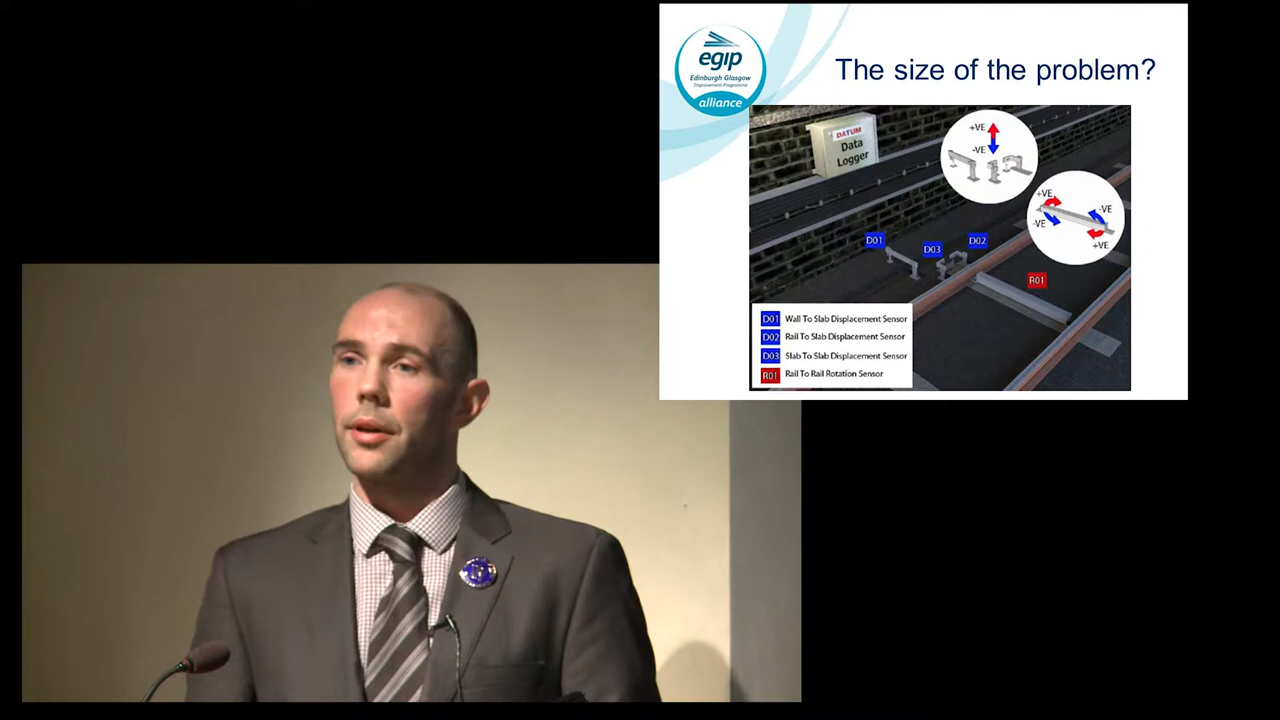 egip
Edinburgh Glasgow
Improvement Programme
alliance
The size of the problem?
DATUM
Data
Logger
+VE
-VE
+VE
-VE
-VE
+VE
D01
D03
D02
R01
D01 Wall To Slab Displacement Sensor
D02 Rail To Slab Displacement Sensor
D03 Slab To Slab Displacement Sensor
R01 Rail To Rail Rotation Sensor